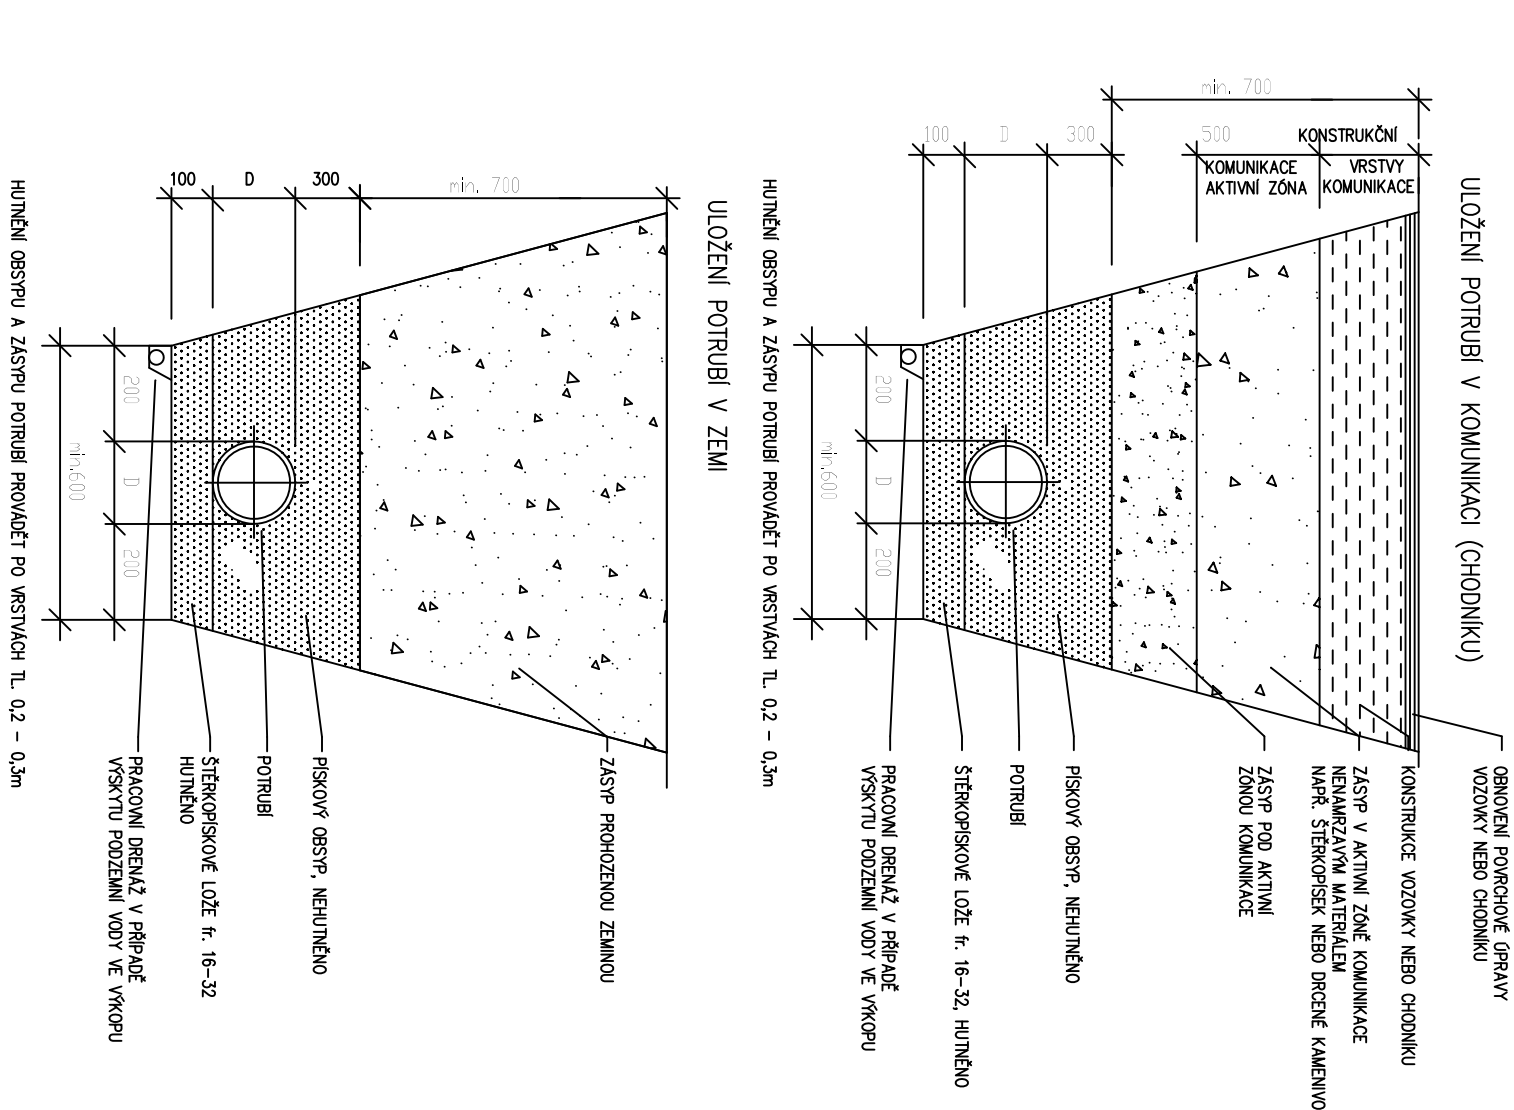 ULOŽENÍ POTRUBÍ V KOMUNIKACI (CHODNÍKU)
min. 700
100
D
300
500
KONSTRUKČNÍ
VRSTVY
KOMUNIKACE
KOMUNIKACE
AKTIVNÍ ZÓNA
200
D
200
min.600
OBNOVENÍ POVRCHOVÉ ÚPRAVY
VOZOVKY NEBO CHODNÍKU
KONSTRUKCE VOZOVKY NEBO CHODNÍKU
ZÁSYP V AKTIVNÍ ZÓNĚ KOMUNIKACE
NENAMRZAVÝM MATERIÁLEM
NAPŘ. ŠTĚRKOPÍSEK NEBO DRCENÉ KAMENIVO
ZÁSYP POD AKTIVNÍ
ZÓNOU KOMUNIKACE
PÍSKOVÝ OBSYP, NEHUTNĚNO
POTRUBÍ
ŠTĚRKOPÍSKOVÉ LOŽE fr. 16-32, HUTNĚNO
PRACOVNÍ DRENÁŽ V PŘÍPADĚ
VÝSKYTU PODZEMNÍ VODY VE VÝKOPU
HUTNĚNÍ OBSYPU A ZÁSYPU POTRUBÍ PROVÁDĚT PO VRSTVÁCH TL. 0,2 - 0,3m
ULOŽENÍ POTRUBÍ V ZEMI
min. 700
100
D
300
200
D
200
min.600
ZÁSYP PROHOZENOU ZEMINOU
PÍSKOVÝ OBSYP, NEHUTNĚNO
POTRUBÍ
ŠTĚRKOPÍSKOVÉ LOŽE fr. 16-32
HUTNĚNO
PRACOVNÍ DRENÁŽ V PŘÍPADĚ
VÝSKYTU PODZEMNÍ VODY VE VÝKOPU
HUTNĚNÍ OBSYPU A ZÁSYPU POTRUBÍ PROVÁDĚT PO VRSTVÁCH TL. 0,2 - 0,3m